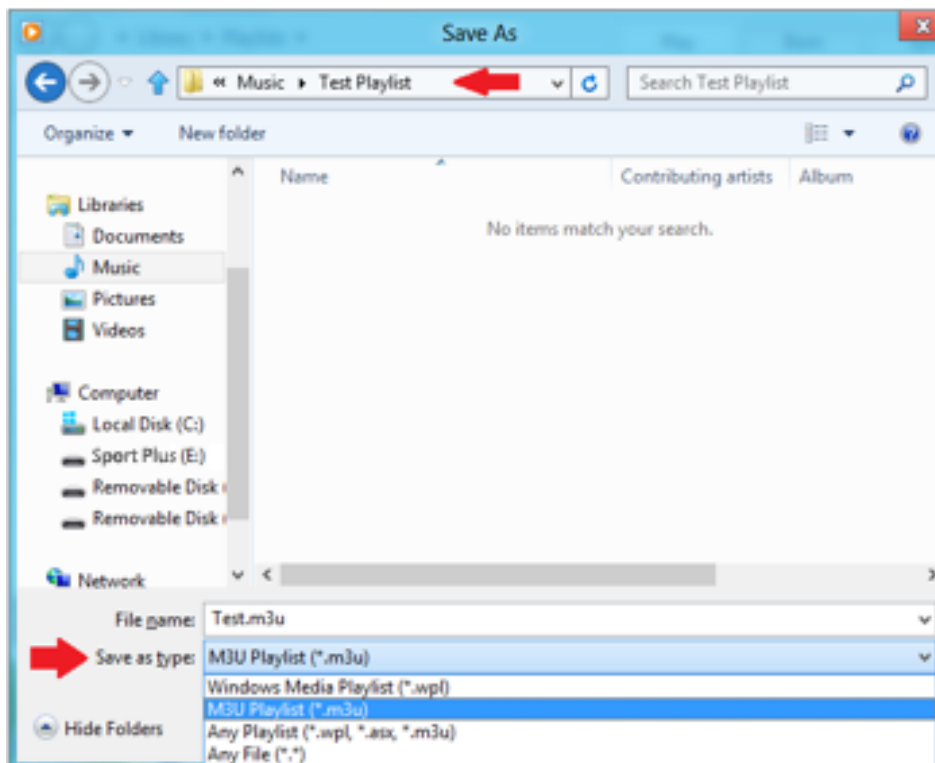 Save As
« Music ▸ Test Playlist
Search Test Playlist
Organize
New folder
Name
Contributing artists
Album
No items match your search.
Libraries
Documents
Music
Pictures
Videos
Computer
Local Disk (C:)
Sport Plus (E:)
Removable Disk
Removable Disk
Network
File name: Test.m3u
Save as type: M3U Playlist (*.m3u)
Windows Media Playlist (*.wpl)
M3U Playlist (*.m3u)
Hide Folders
Any Playlist (*.wpl, *.asx, *.m3u)
Any File (*.*)